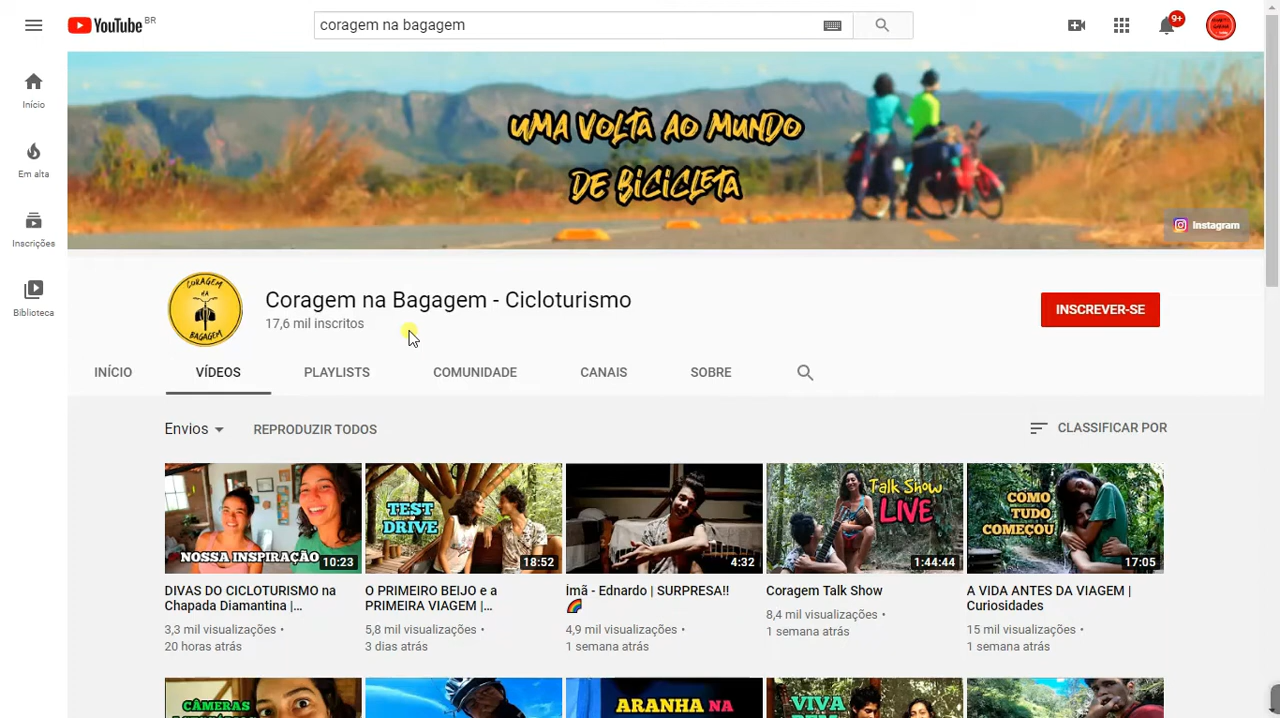 YouTube BR
coragem na bagagem
9+
UMA VOLTA AO MUNDO
DE BICICLETA
Instagram
Início
Em alta
Inscrições
Biblioteca
CORAGEM
NA
BAGAGEM
Coragem na Bagagem - Cicloturismo
17,6 mil inscritos
INSCREVER-SE
INÍCIO VÍDEOS PLAYLISTS COMUNIDADE CANAIS SOBRE
Envios REPRODUZIR TODOS CLASSIFICAR POR
NOSSA INSPIRAÇÃO 10:23
TEST
DRIVE
18:52
4:32
Talk Show
LIVE
1:44:44
COMO
TUDO
COMEÇOU
17:05
DIVAS DO CICLOTURISMO na
Chapada Diamantina |...
3,3 mil visualizações •
20 horas atrás
O PRIMEIRO BEIJO e a
PRIMEIRA VIAGEM |...
5,8 mil visualizações •
3 dias atrás
Ímã - Ednardo | SURPRESA!!
4,9 mil visualizações •
1 semana atrás
Coragem Talk Show
8,4 mil visualizações •
1 semana atrás
A VIDA ANTES DA VIAGEM |
Curiosidades
15 mil visualizações •
1 semana atrás
CÂMERAS
ARANHA NA
VIVA